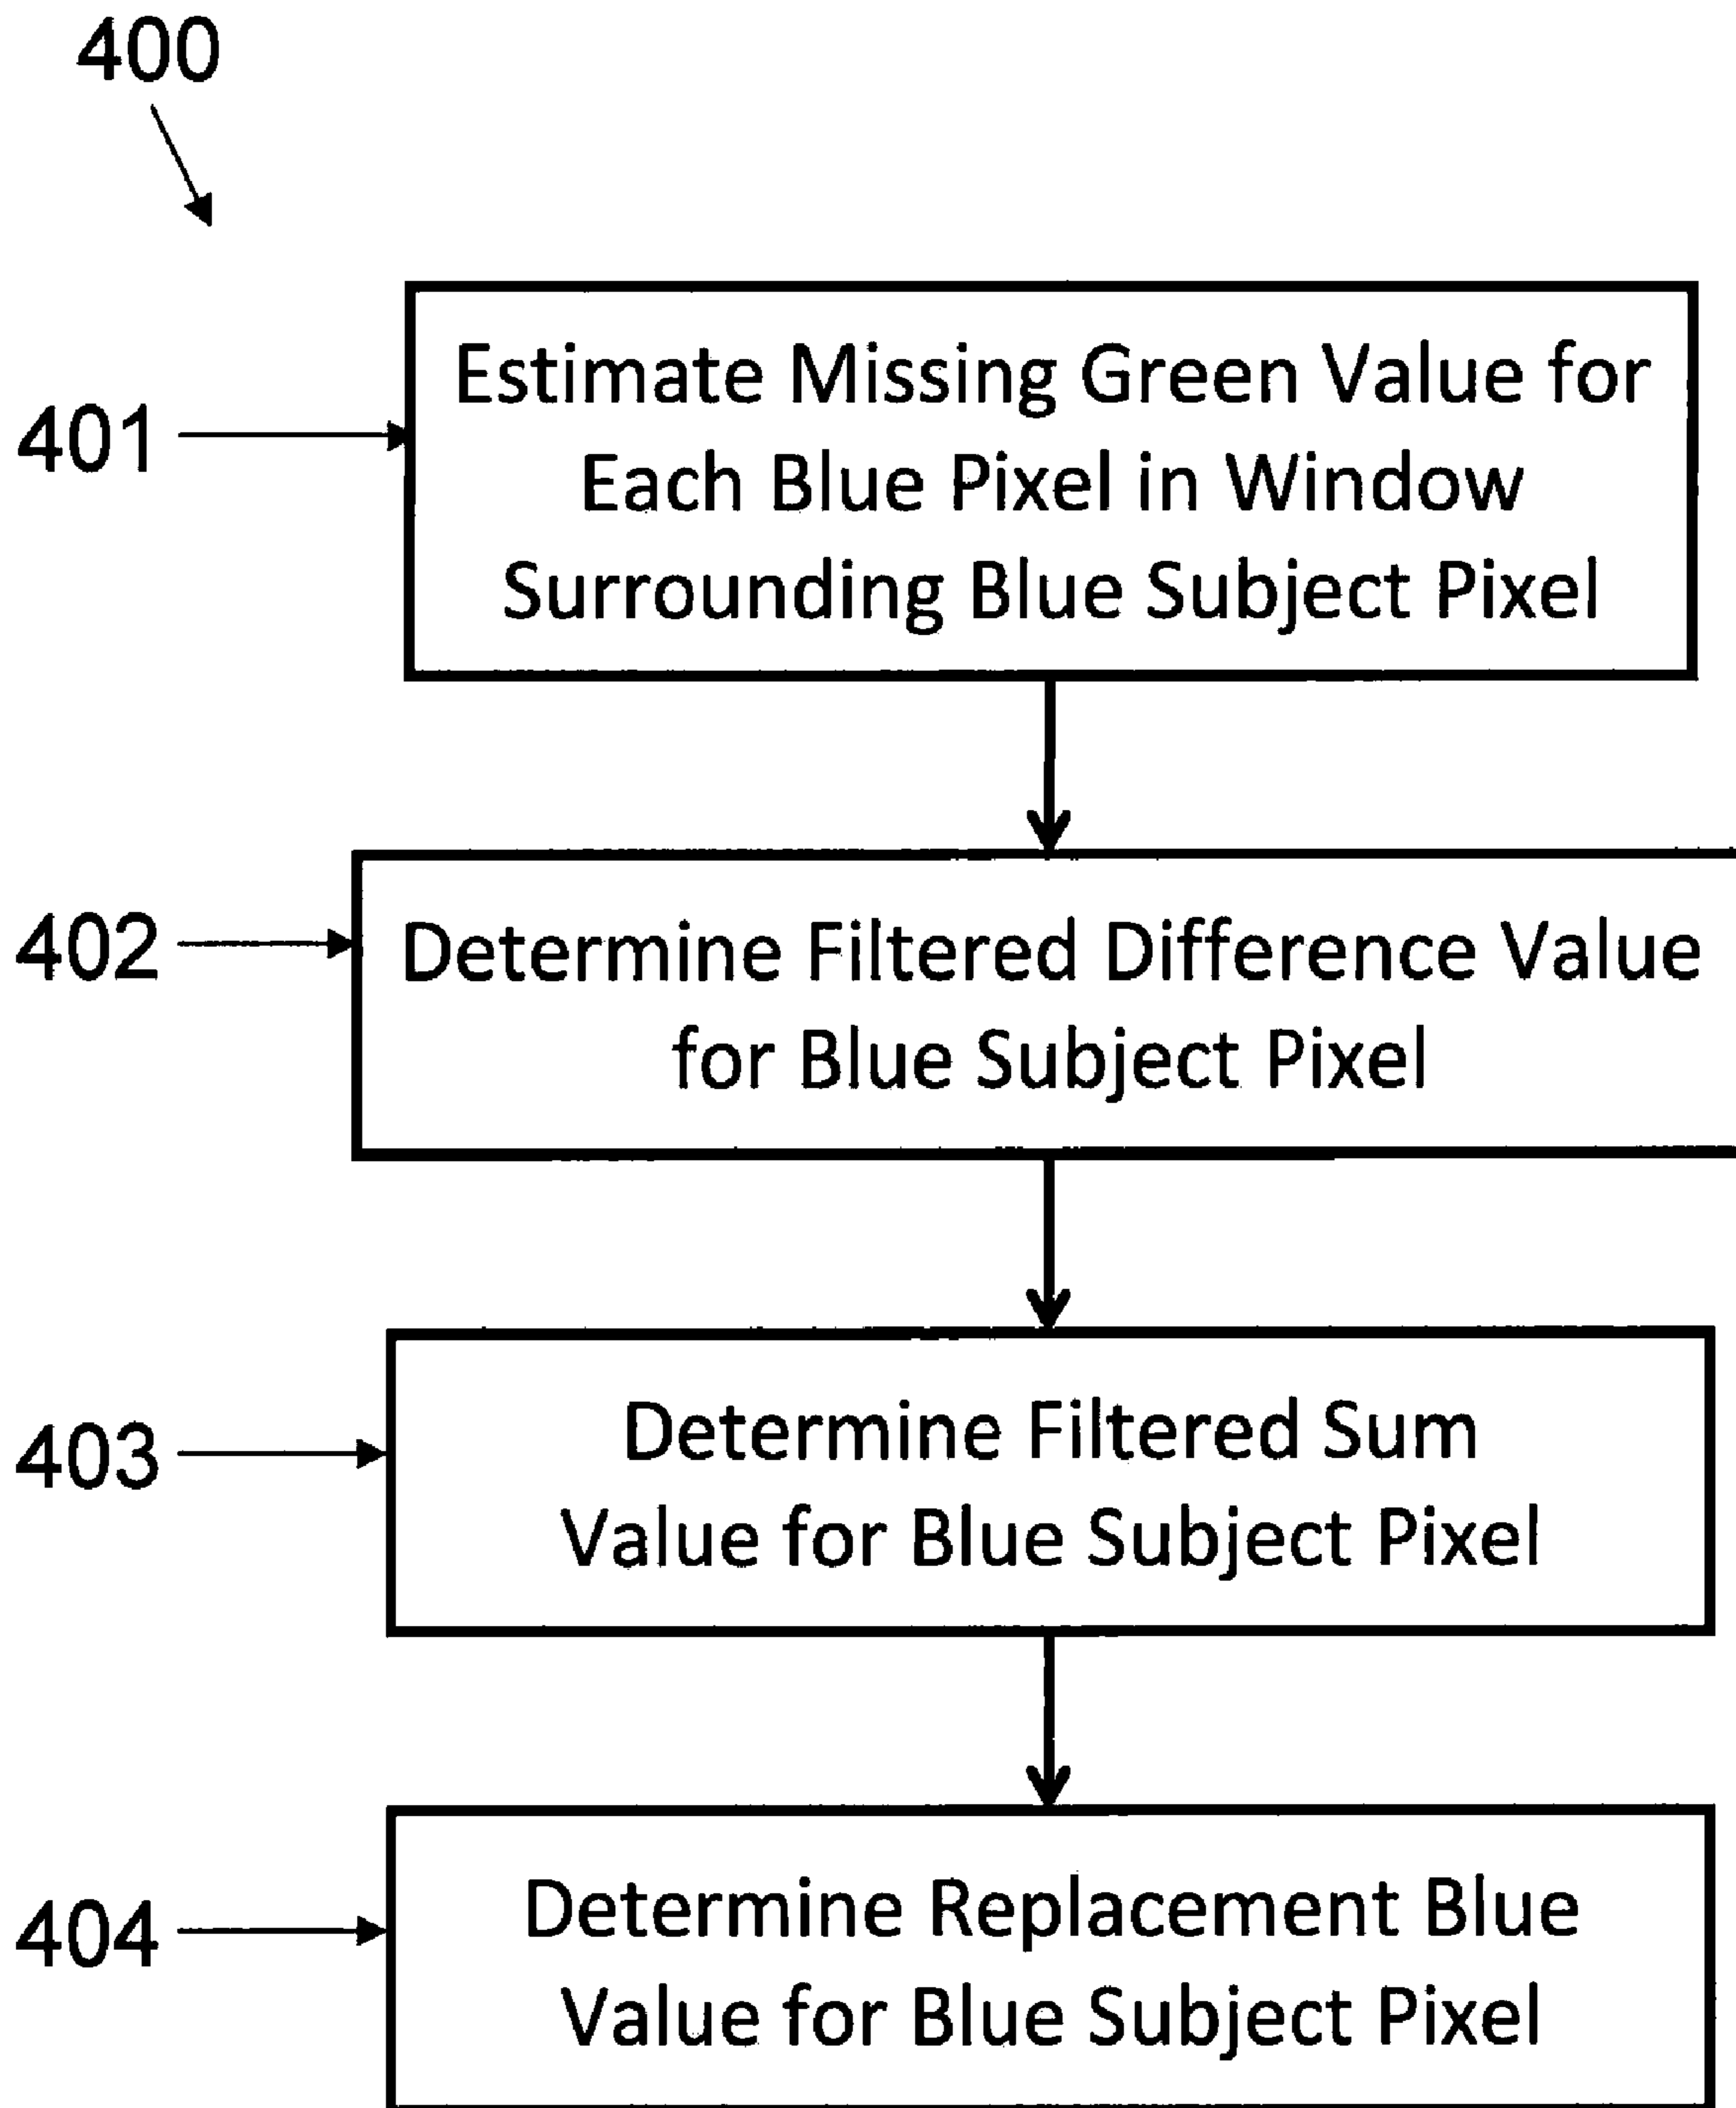 400
401
Estimate Missing Green Value for
Each Blue Pixel in Window
Surrounding Blue Subject Pixel
402
Determine Filtered Difference Value
for Blue Subject Pixel
403
Determine Filtered Sum
Value for Blue Subject Pixel
404
Determine Replacement Blue
Value for Blue Subject Pixel